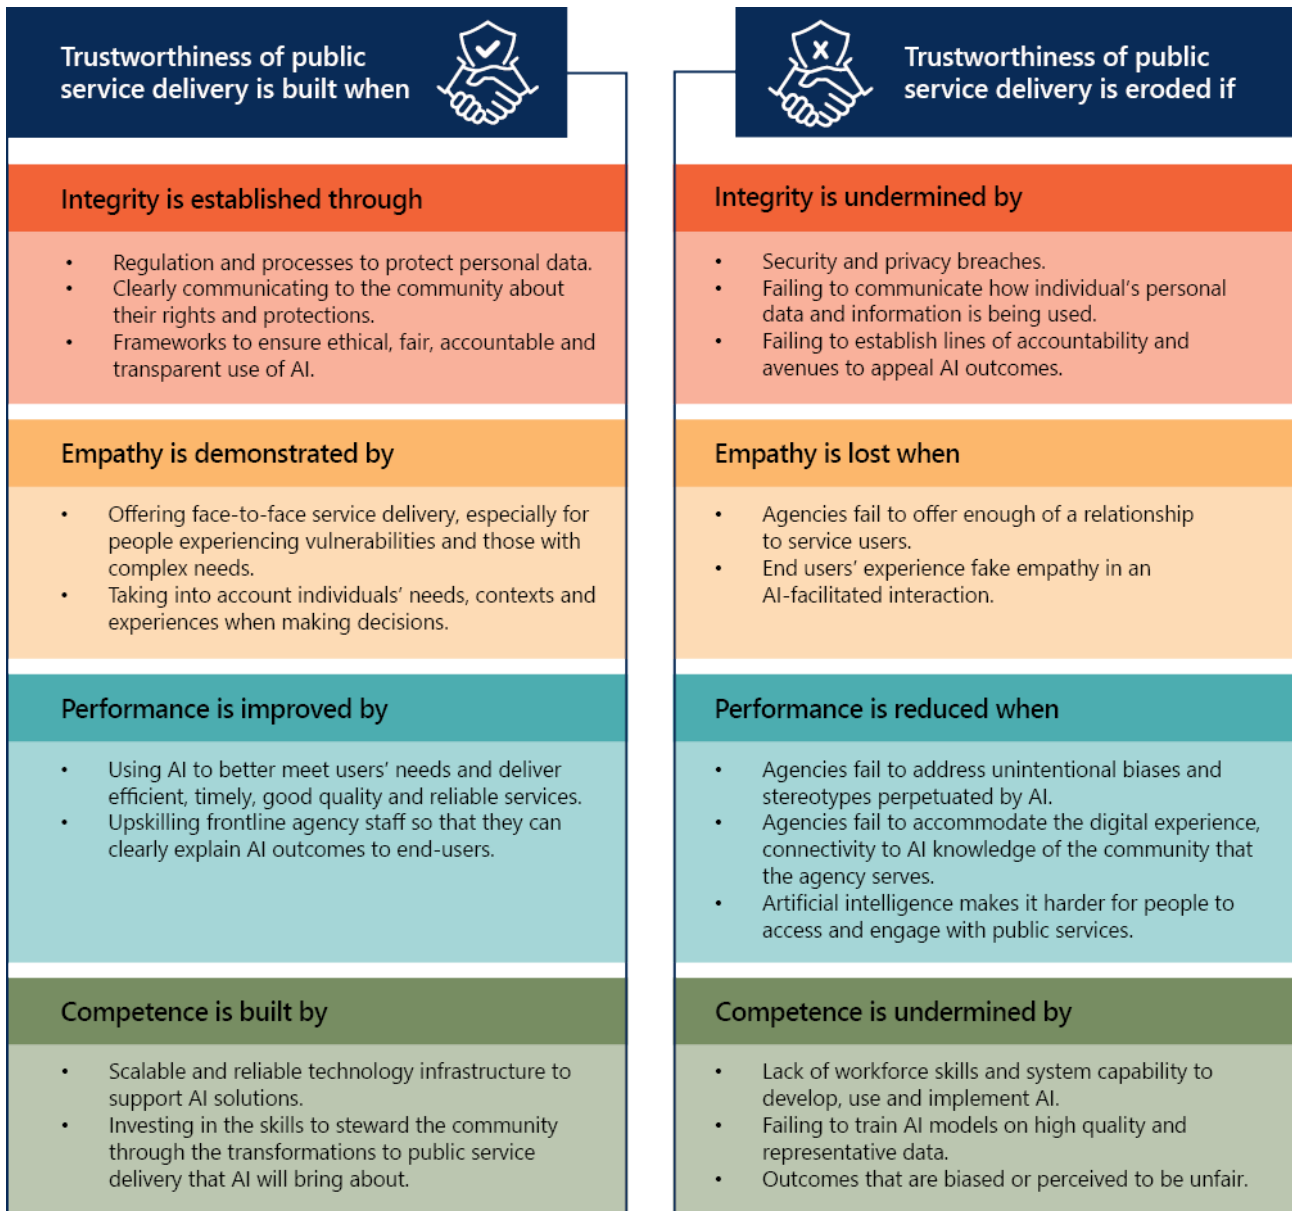 Trustworthiness of public
service delivery is built when
Integrity is established through
• Regulation and processes to protect personal data.
• Clearly communicating to the community about
their rights and protections.
• Frameworks to ensure ethical, fair, accountable and
transparent use of AI.
Empathy is demonstrated by
• Offering face-to-face service delivery, especially for
people experiencing vulnerabilities and those with
complex needs.
• Taking into account individuals’ needs, contexts and
experiences when making decisions.
Performance is improved by
• Using AI to better meet users’ needs and deliver
efficient, timely, good quality and reliable services.
• Upskilling frontline agency staff so that they can
clearly explain AI outcomes to end-users.
Competence is built by
• Scalable and reliable technology infrastructure to
support AI solutions.
• Investing in the skills to steward the community
through the transformations to public service
delivery that AI will bring about.
Trustworthiness of public
service delivery is eroded if
Integrity is undermined by
• Security and privacy breaches.
• Failing to communicate how individual’s personal
data and information is being used.
• Failing to establish lines of accountability and
avenues to appeal AI outcomes.
Empathy is lost when
• Agencies fail to offer enough of a relationship
to service users.
• End users’ experience fake empathy in an
AI-facilitated interaction.
Performance is reduced when
• Agencies fail to address unintentional biases and
stereotypes perpetuated by AI.
• Agencies fail to accommodate the digital experience,
connectivity to AI knowledge of the community that
the agency serves.
• Artificial intelligence makes it harder for people to
access and engage with public services.
Competence is undermined by
• Lack of workforce skills and system capability to
develop, use and implement AI.
• Failing to train AI models on high quality and
representative data.
• Outcomes that are biased or perceived to be unfair.